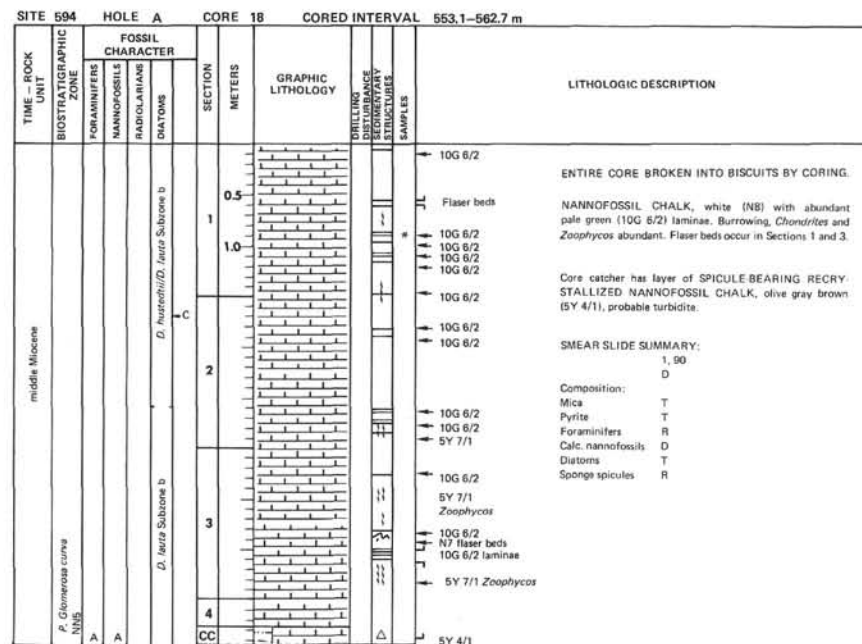 SITE 594 HOLE A CORE 18 CORED INTERVAL 553.1–562.7 m
TIME – ROCK UNIT
BIOSTRATIGRAPHIC ZONE
FOSSIL CHARACTER
FORAMINIFERS
NANNOFOSSILS
RADIOLARIANS
DIATOMS
SECTION
METERS
GRAPHIC LITHOLOGY
DRILLING DISTURBANCE
SEDIMENTARY STRUCTURES
SAMPLES
LITHOLOGIC DESCRIPTION
middle Miocene
P. Glomerosa curva
NN5
A
A
D. hustedtii/D. lauta Subzone b
D. lauta Subzone b
C
1
2
3
4
CC
0.5
1.0
*
10G 6/2
Flaser beds
10G 6/2
10G 6/2
10G 6/2
10G 6/2
10G 6/2
10G 6/2
10G 6/2
10G 6/2
10G 6/2
5Y 7/1
10G 6/2
5Y 7/1
Zoophycos
10G 6/2
N7 flaser beds
10G 6/2 laminae
5Y 7/1 Zoophycos
5Y 4/1
ENTIRE CORE BROKEN INTO BISCUITS BY CORING.
NANNOFOSSIL CHALK, white (N8) with abundant
pale green (10G 6/2) laminae. Burrowing, Chondrites and
Zoophycos abundant. Flaser beds occur in Sections 1 and 3.
Core catcher has layer of SPICULE-BEARING RECRY-
STALLIZED NANNOFOSSIL CHALK, olive gray brown
(5Y 4/1), probable turbidite.
SMEAR SLIDE SUMMARY:
1, 90
D
Composition:
Mica T
Pyrite T
Foraminifers R
Calc. nannofossils D
Diatoms T
Sponge spicules R